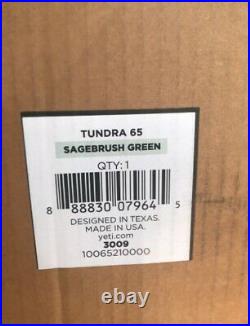 TUNDRA 65
SAGEBRUSH GREEN
QTY: 1
8 88830 07964 5
DESIGNED IN TEXAS.
MADE IN U.S.A.
yeti.com
3009
10065210000